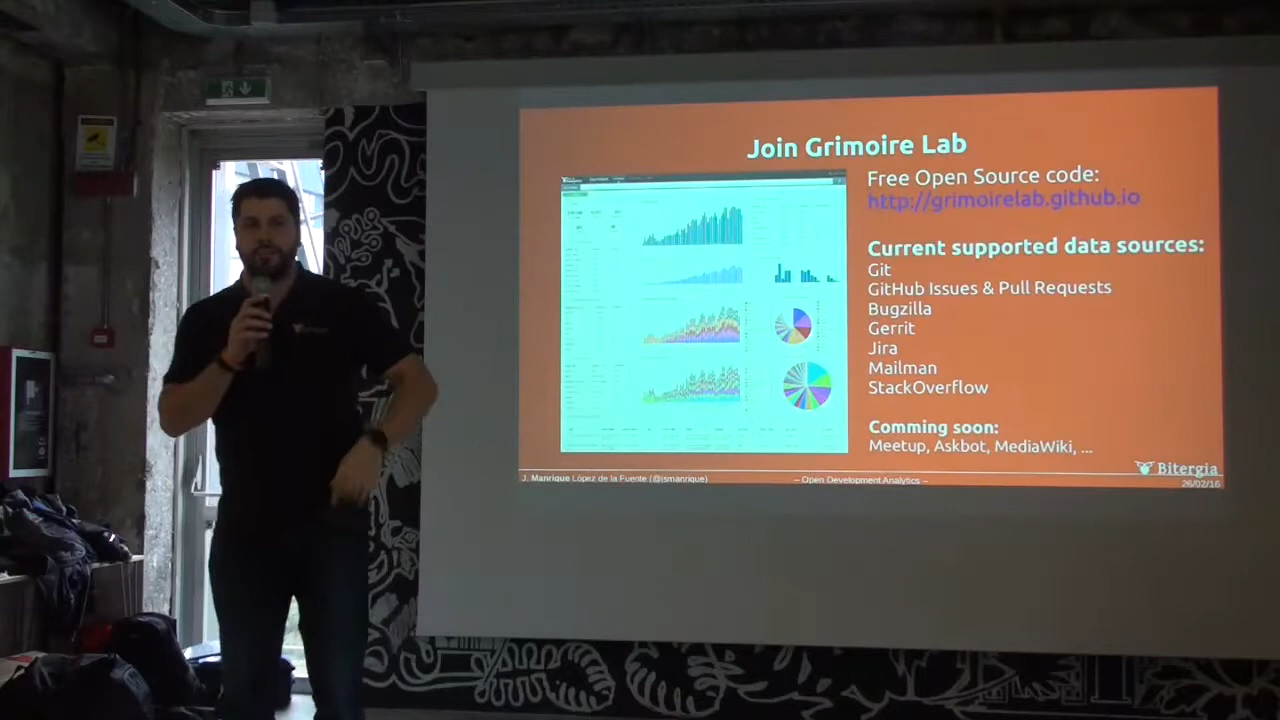 Join Grimoire Lab
Free Open Source code:
http://grimoirelab.github.io
Current supported data sources:
Git
GitHub Issues & Pull Requests
Bugzilla
Gerrit
Jira
Mailman
StackOverflow
Comming soon:
Meetup, Askbot, MediaWiki, ...
Bitergia
J. Manrique López de la Fuente (@jsmanrique)
– Open Development Analytics –
26/02/16